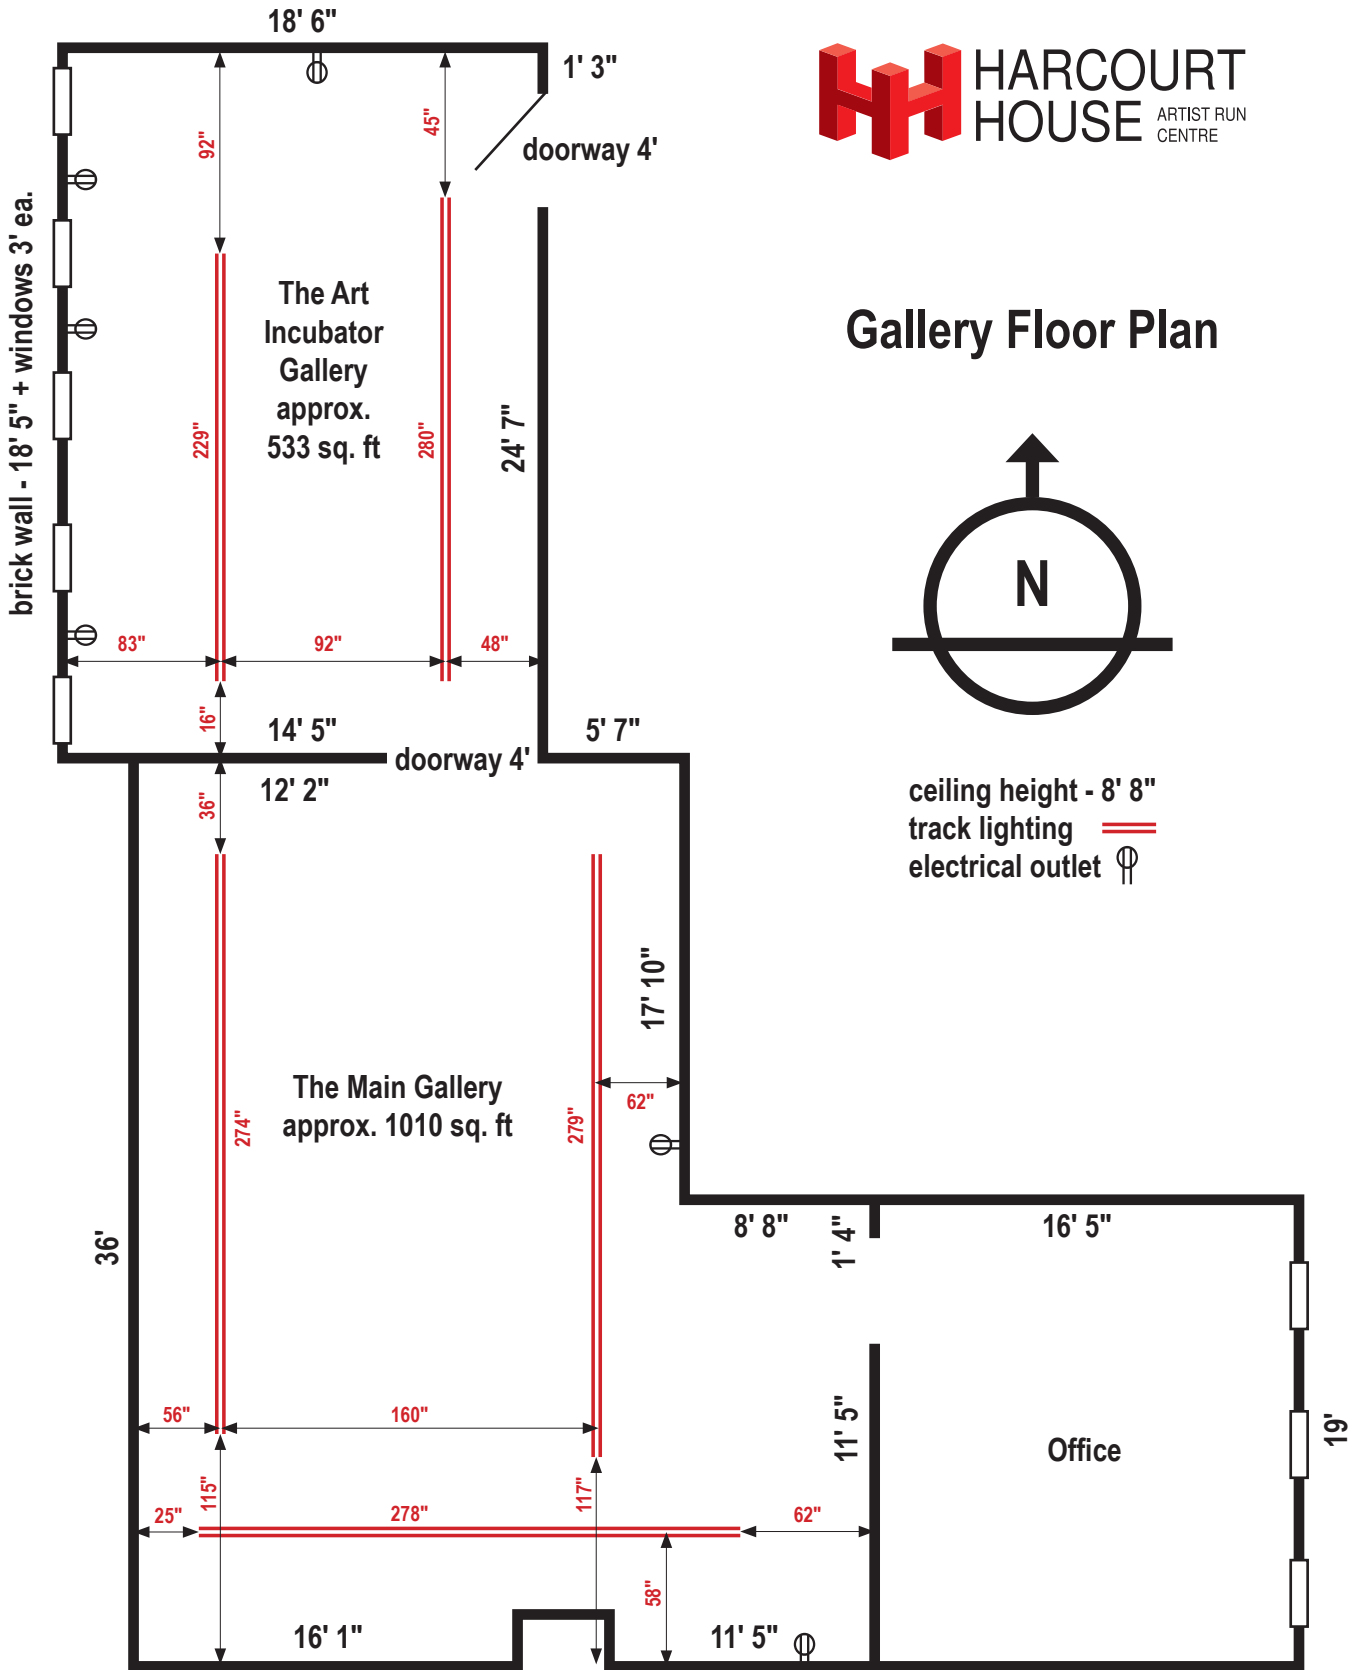 18' 6"
1' 3"
HARCOURT
HOUSE
ARTIST RUN
CENTRE
92"
45"
doorway 4'
brick wall - 18' 5" + windows 3' ea.
The Art
Incubator
Gallery
approx.
533 sq. ft
Gallery Floor Plan
229"
280"
24' 7"
N
83"
92"
48"
16"
14' 5"
5' 7"
doorway 4'
12' 2"
36"
ceiling height - 8' 8"
track lighting
electrical outlet
17' 10"
The Main Gallery
approx. 1010 sq. ft
274"
279"
62"
36'
8' 8"
1' 4"
16' 5"
56"
160"
11' 5"
Office
19'
115"
117"
25"
278"
62"
58"
16' 1"
11' 5"